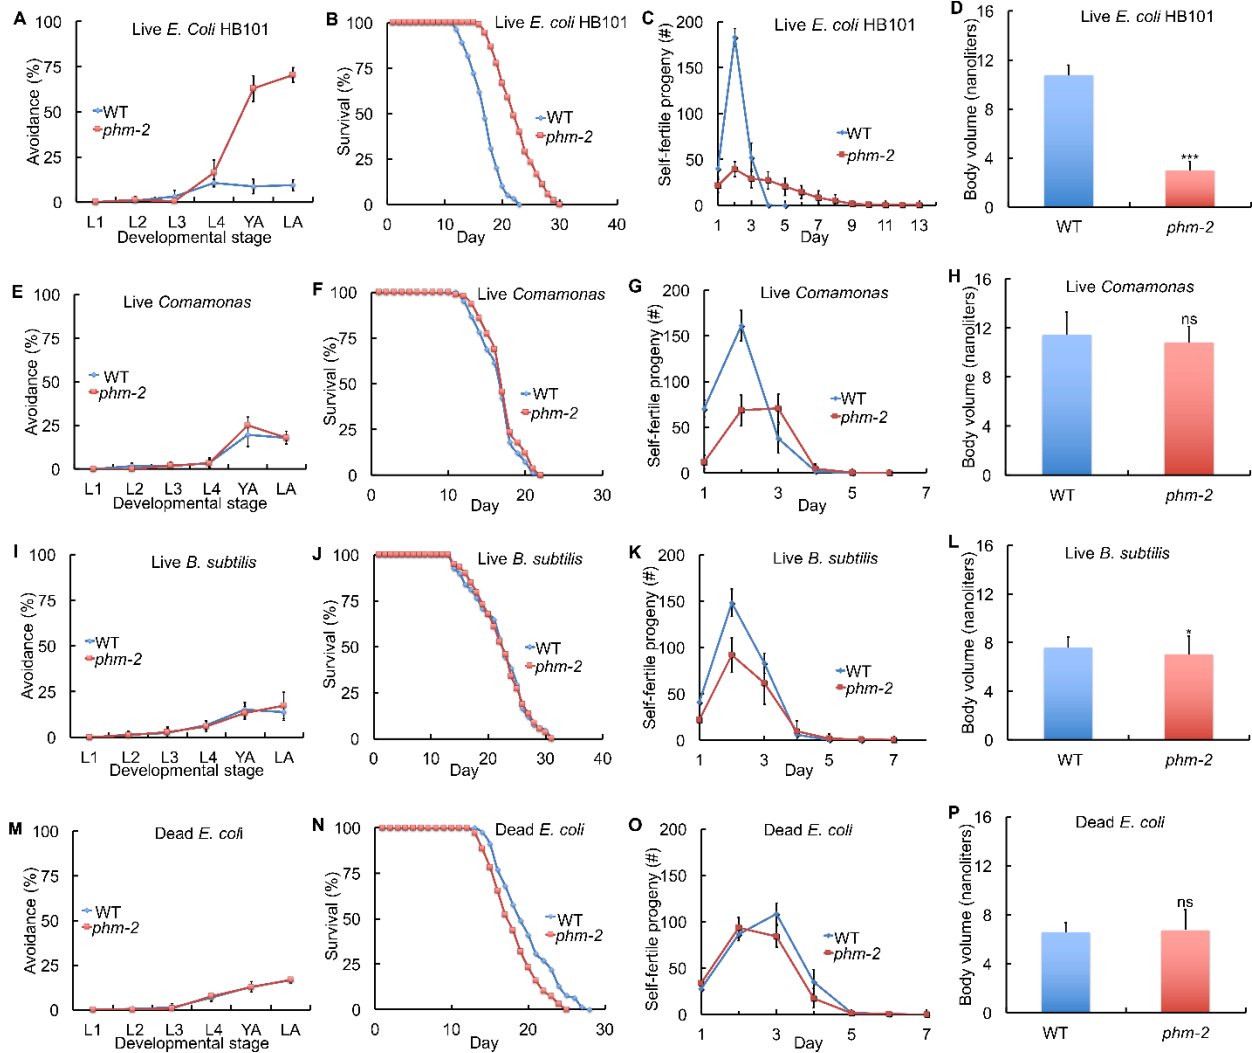 A
Live E. Coli HB101
Avoidance (%)
100
75
50
25
0
WT
phm-2
L1 L2 L3 L4 YA LA
Developmental stage
B
Live E. coli HB101
Survival (%)
100
75
50
25
0
WT
phm-2
0 10 20 30 40
Day
C
Live E. coli HB101
Self-fertile progeny (#)
200
150
100
50
0
WT
phm-2
1 3 5 7 9 11 13
Day
D
Live E. coli HB101
Body volume (nanoliters)
16
12
8
4
0
***
WT phm-2
E
Live Comamonas
Avoidance (%)
100
75
50
25
0
WT
phm-2
L1 L2 L3 L4 YA LA
Developmental stage
F
Live Comamonas
Survival (%)
100
75
50
25
0
WT
phm-2
0 10 20 30
Day
G
Live Comamonas
Self-fertile progeny (#)
200
150
100
50
0
WT
phm-2
1 3 5 7
Day
H
Live Comamonas
Body volume (nanoliters)
16
12
8
4
0
ns
WT phm-2
I
Live B. subtilis
Avoidance (%)
100
75
50
25
0
WT
phm-2
L1 L2 L3 L4 YA LA
Developmental stage
J
Live B. subtilis
Survival (%)
100
75
50
25
0
WT
phm-2
0 10 20 30 40
Day
K
Live B. subtilis
Self-fertile progeny (#)
200
150
100
50
0
WT
phm-2
1 3 5 7
Day
L
Live B. subtilis
Body volume (nanoliters)
16
12
8
4
0
*
WT phm-2
M
Dead E. coli
Avoidance (%)
100
75
50
25
0
WT
phm-2
L1 L2 L3 L4 YA LA
Developmental stage
N
Dead E. coli
Survival (%)
100
75
50
25
0
WT
phm-2
0 10 20 30 40
Day
O
Dead E. coli
Self-fertile progeny (#)
200
150
100
50
0
WT
phm-2
1 3 5 7
Day
P
Dead E. coli
Body volume (nanoliters)
16
12
8
4
0
ns
WT phm-2